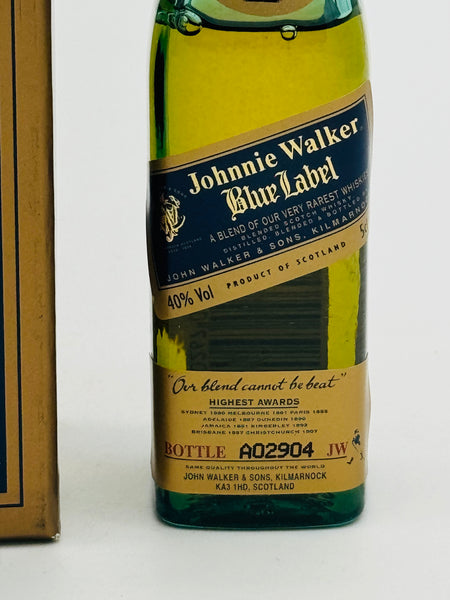 Johnnie Walker
Blue Label
A BLEND OF OUR VERY RAREST WHISKIES
BLENDED SCOTCH WHISKY
DISTILLED, BLENDED & BOTTLED
JOHN WALKER & SONS, KILMARNOCK
40% Vol
PRODUCT OF SCOTLAND
5c
"Our blend cannot be beat"
HIGHEST AWARDS
SYDNEY 1880 MELBOURNE 1881 PARIS 1885
ADELAIDE 1887 DUNEDIN 1890
JAMAICA 1891 KIMBERLEY 1892
BRISBANE 1897 CHRISTCHURCH 1907
BOTTLE A02904 JW
SAME QUALITY THROUGHOUT THE WORLD
JOHN WALKER & SONS, KILMARNOCK
KA3 1HD, SCOTLAND